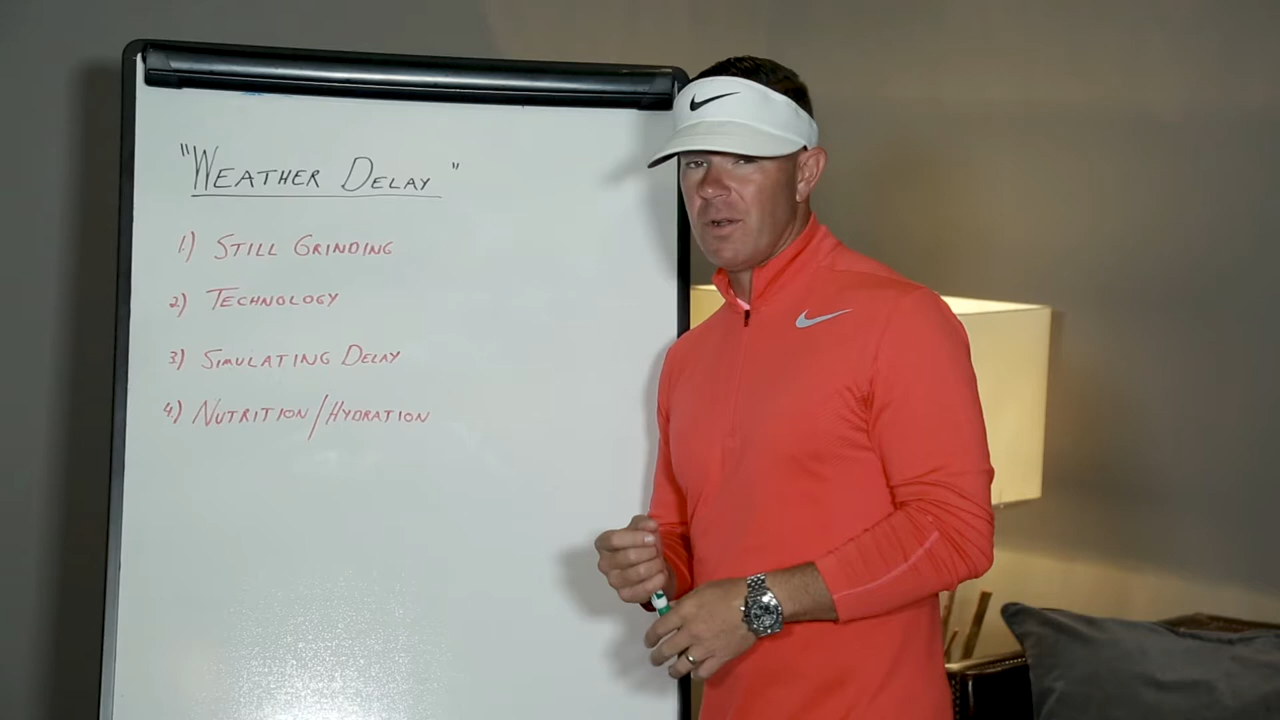 "WEATHER DELAY"
1.) STILL GRINDING
2) TECHNOLOGY
3) SIMULATING DELAY
4.) NUTRITION/HYDRATION